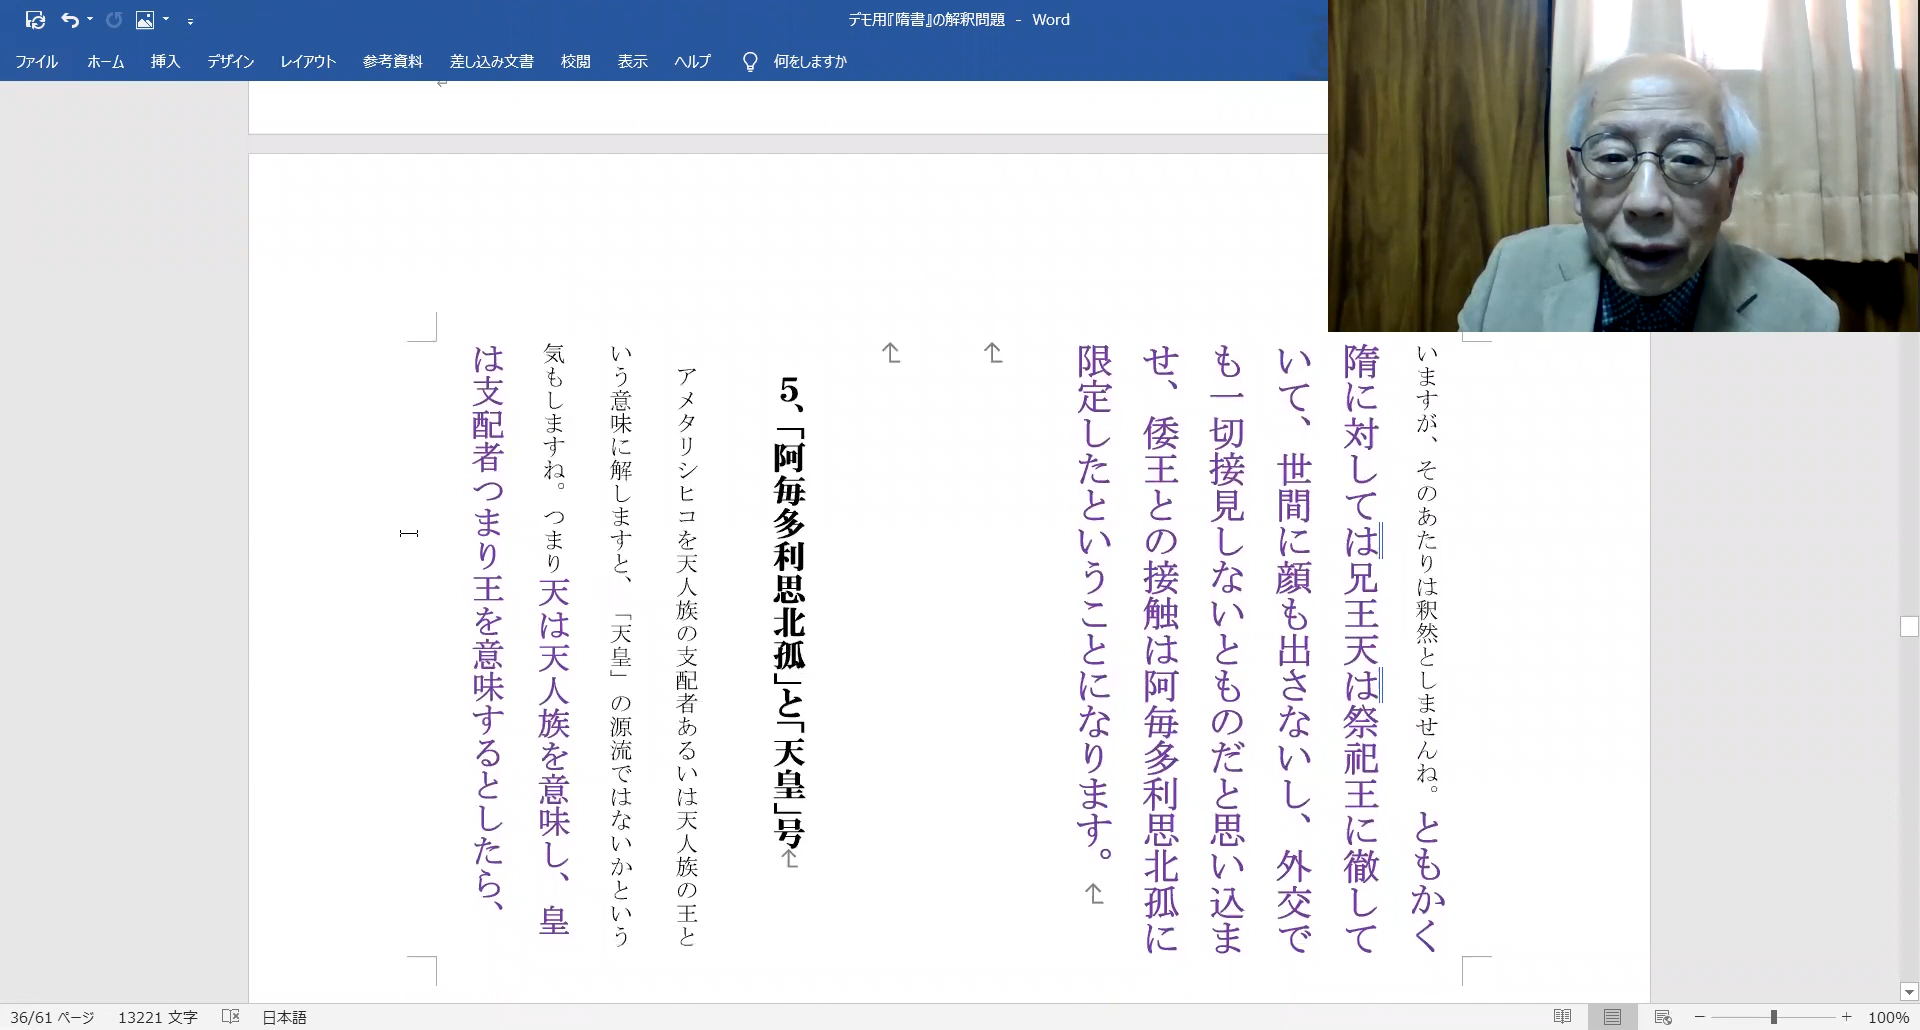 デモ用『隋書』の解釈問題 - Word
ファイル ホーム 挿入 デザイン レイアウト 参考資料 差し込み文書 校閲 表示 ヘルプ 何をしますか
いますが、そのあたりは釈然としませんね。ともかく
隋に対しては兄王天は祭祀王に徹して
いて、世間に顔も出さないし、外交で
も一切接見しないとものだと思い込ま
せ、倭王との接触は阿毎多利思北孤に
限定したということになります。
5、「阿毎多利思北孤」と「天皇」号
アメタリシヒコを天人族の支配者あるいは天人族の王と
いう意味に解しますと、「天皇」の源流ではないかという
気もしますね。つまり天は天人族を意味し、皇
は支配者つまり王を意味するとしたら、
36/61 ページ 13221 文字 日本語 100%